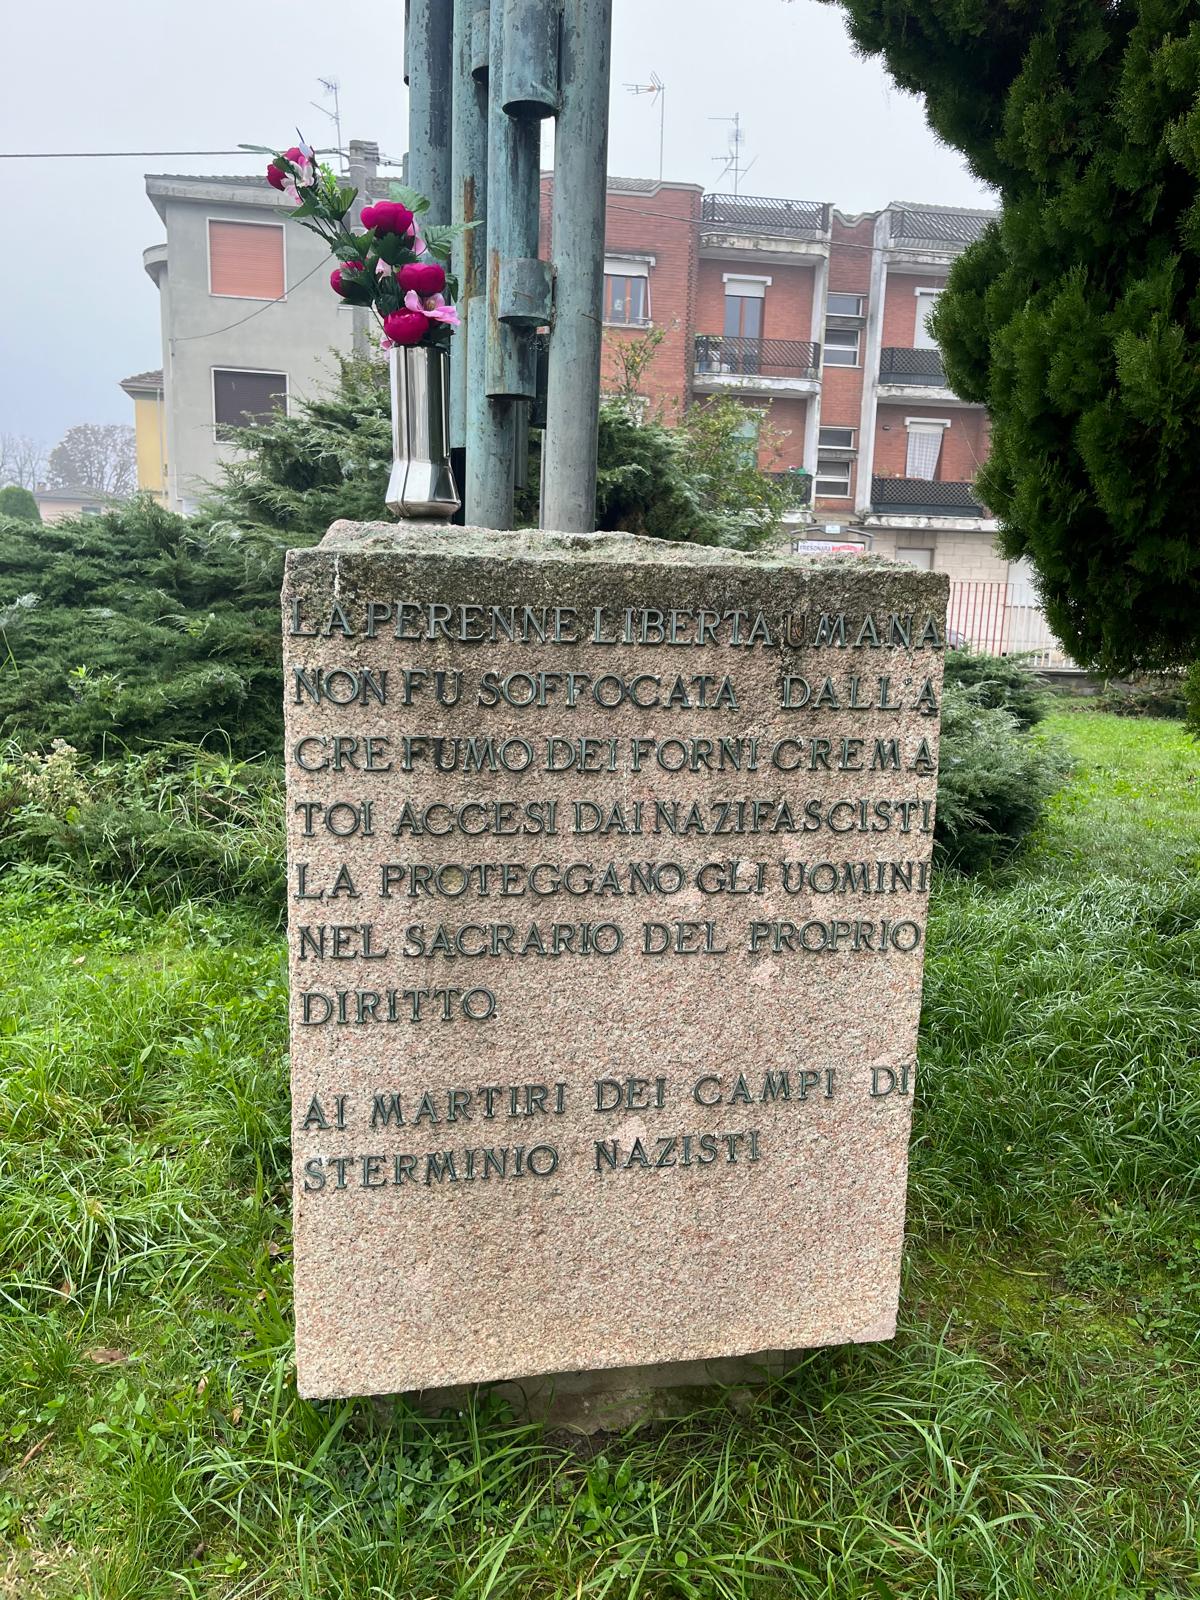 LA PERENNE LIBERTA UMANA
NON FU SOFFOCATA DALL'A
CRE FUMO DEI FORNI CREMA
TOI ACCESI DAI NAZIFASCISTI
LA PROTEGGANO GLI UOMINI
NEL SACRARIO DEL PROPRIO
DIRITTO.
AI MARTIRI DEI CAMPI DI
STERMINIO NAZISTI